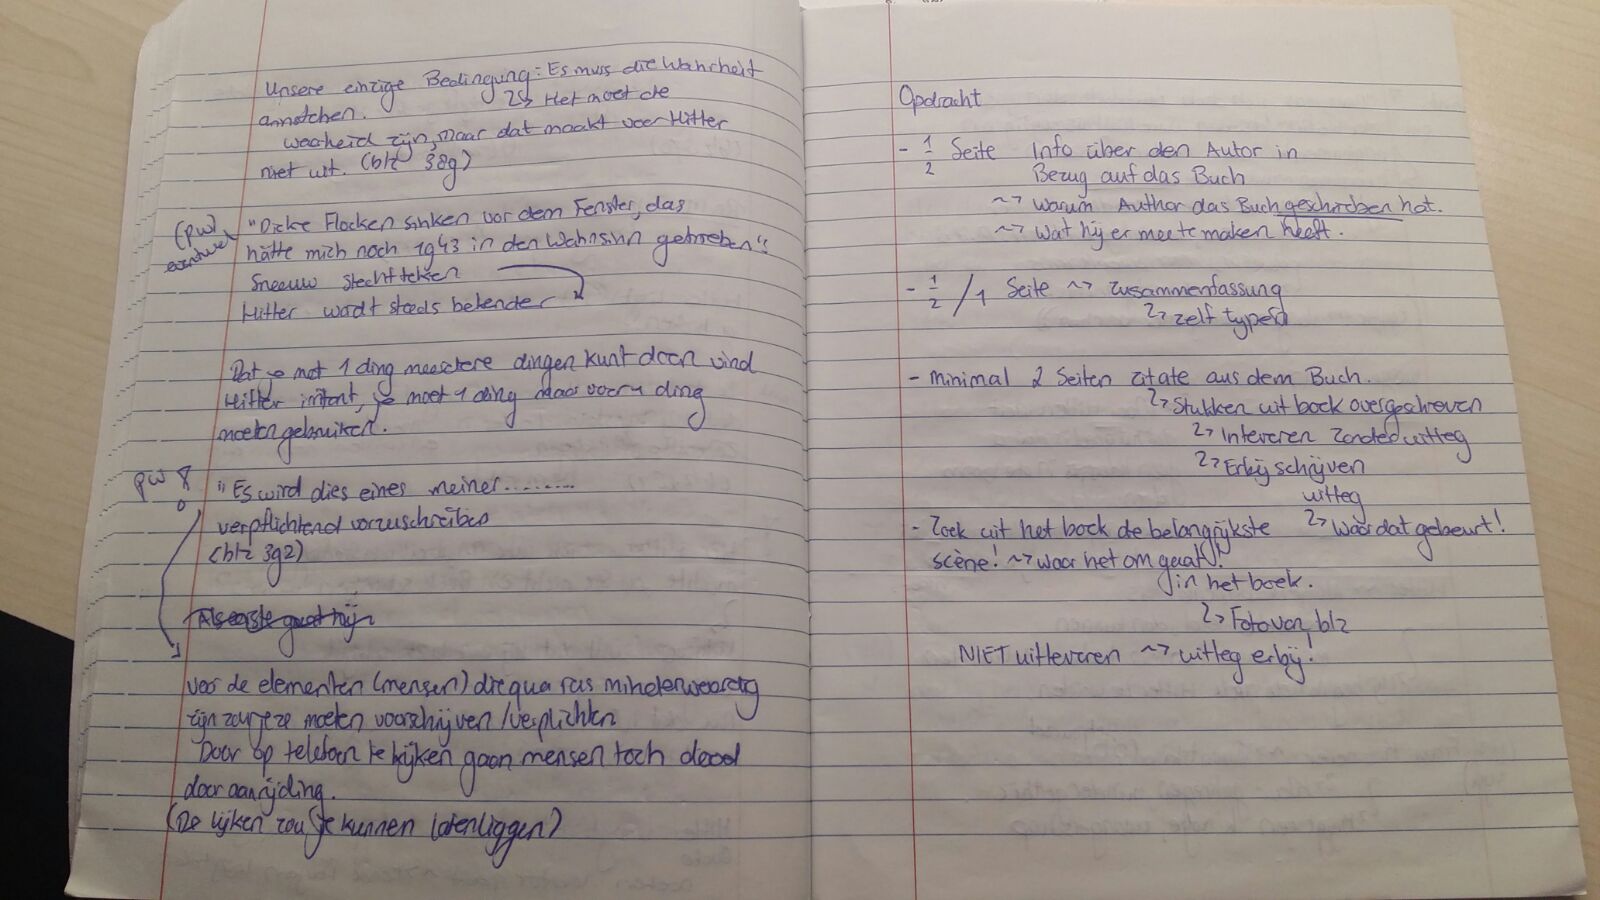 Unsere einzige Bedingung: Es muss die Wahrheit
annachen.
↳ Het moet de
waarheid zijn, maar dat maakt voor Hitler
niet uit. (blz 389)
(pw)
"Dicke Flocken sinken vor dem Fenster, das
hätte mich noch 1943 in den Wahnsinn getrieben"
Sneeuw slecht teken
Hitler wordt steeds bekender
Dat je met 1 ding meerdere dingen kunt doen vind
Hitler irritant, je moet 1 ding maar voor 1 ding
moeten gebruiken.
pw 8
"Es wird dies eines meiner.........
verpflichtend vorzuschreiben
(blz 392)
Als eerste gaat hij
voor de elementen (mensen) die qua ras minderwaardig
zijn zou je ze moeten voorschrijven/verplichten
Door op telefoon te kijken gaan mensen toch dood
door aanrijding.
(De lijken zou je kunnen laten liggen)
Opdracht
- 1/2 Seite Info über den Autor in
Bezug auf das Buch
~> Warum Author das Buch geschreben hat.
~> Wat hij er mee te maken heeft.
- 1/2 / 1 Seite ~> Zusammenfassung
↳ zelf typen
- minimal 2 Seiten zitate aus dem Buch.
↳ Stukken uit boek overgeschreven
↳ Inleveren zonder uitleg
↳ Erbij schrijven
uitleg
↳ Waar dat gebeurt!
- Zoek uit het boek de belangrijkste
scène! ~> waar het om gaat!
in het boek.
↳ Foto van blz
NIET uitleveren ~> uitleg erbij!